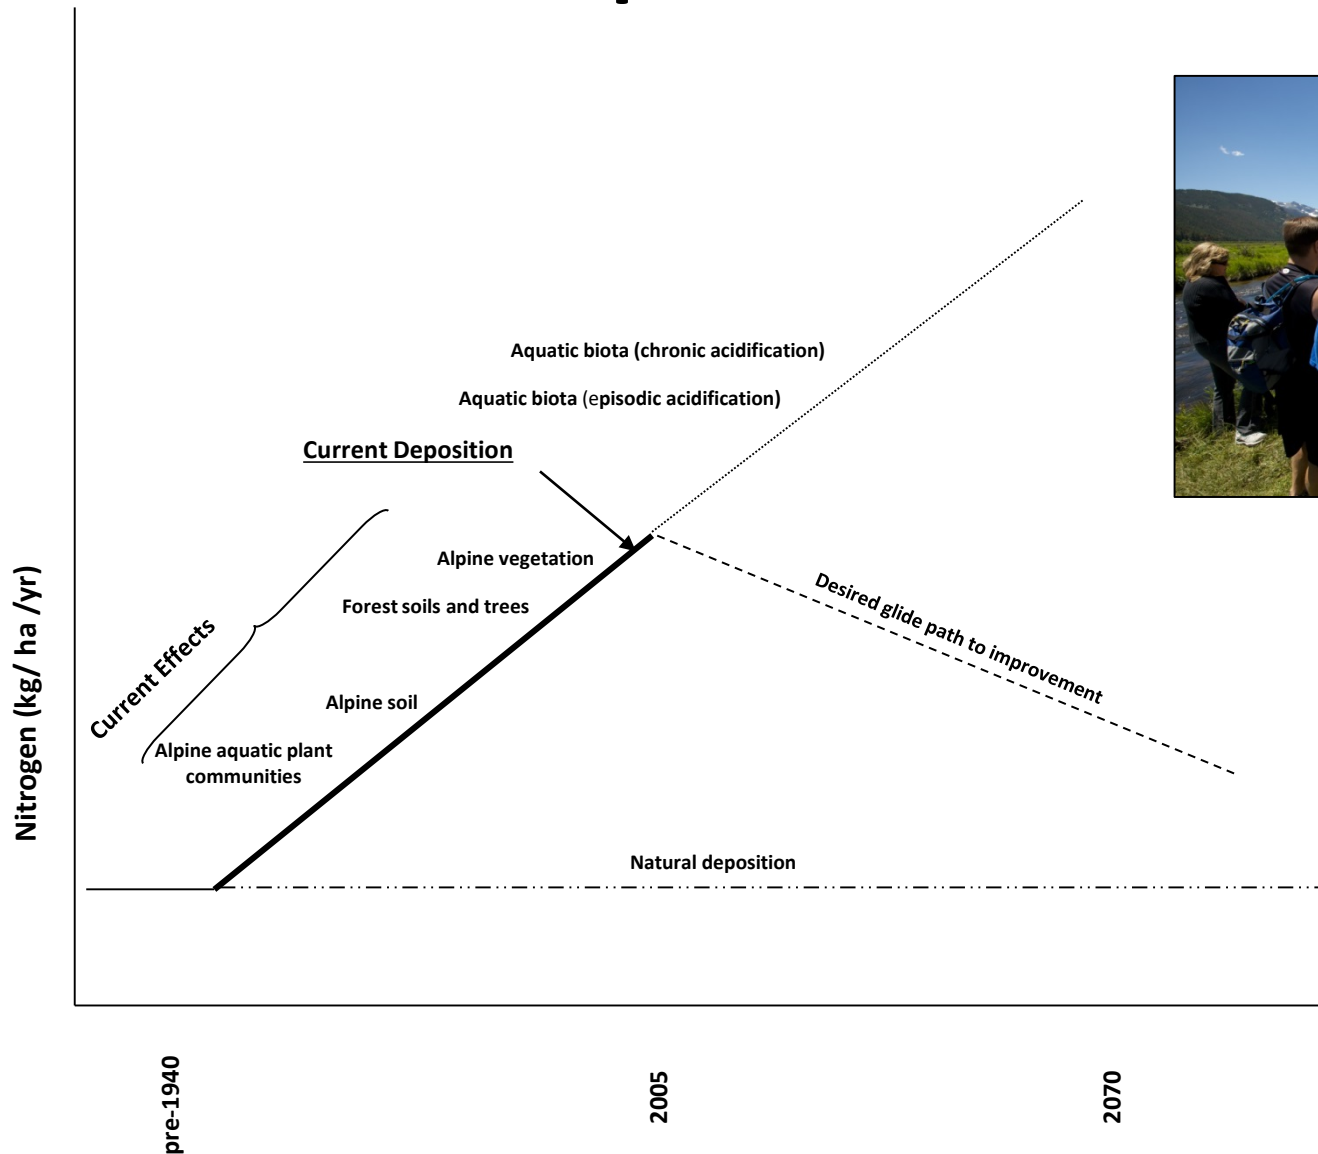 Aquatic biota (chronic acidification)
Aquatic biota (episodic acidification)
Current Deposition
Alpine vegetation
Forest soils and trees
Current Effects
Alpine soil
Alpine aquatic plant
communities
Desired glide path to improvement
Natural deposition
Nitrogen (kg/ ha /yr)
pre-1940
2005
2070